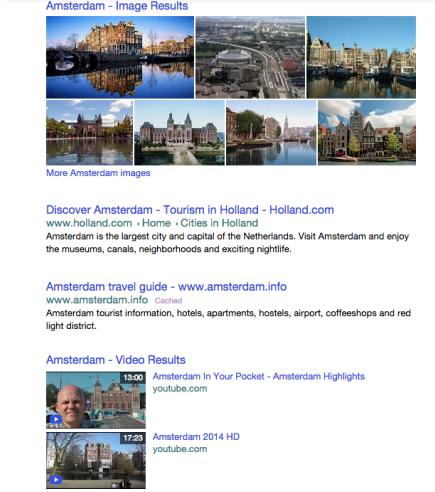 Amsterdam - Image Results
More Amsterdam images
Discover Amsterdam - Tourism in Holland - Holland.com
www.holland.com › Home › Cities in Holland
Amsterdam is the largest city and capital of the Netherlands. Visit Amsterdam and enjoy
the museums, canals, neighborhoods and exciting nightlife.
Amsterdam travel guide - www.amsterdam.info
www.amsterdam.info Cached
Amsterdam tourist information, hotels, apartments, hostels, airport, coffeeshops and red
light district.
Amsterdam - Video Results
13:00
Amsterdam In Your Pocket - Amsterdam Highlights
youtube.com
17:23
Amsterdam 2014 HD
youtube.com